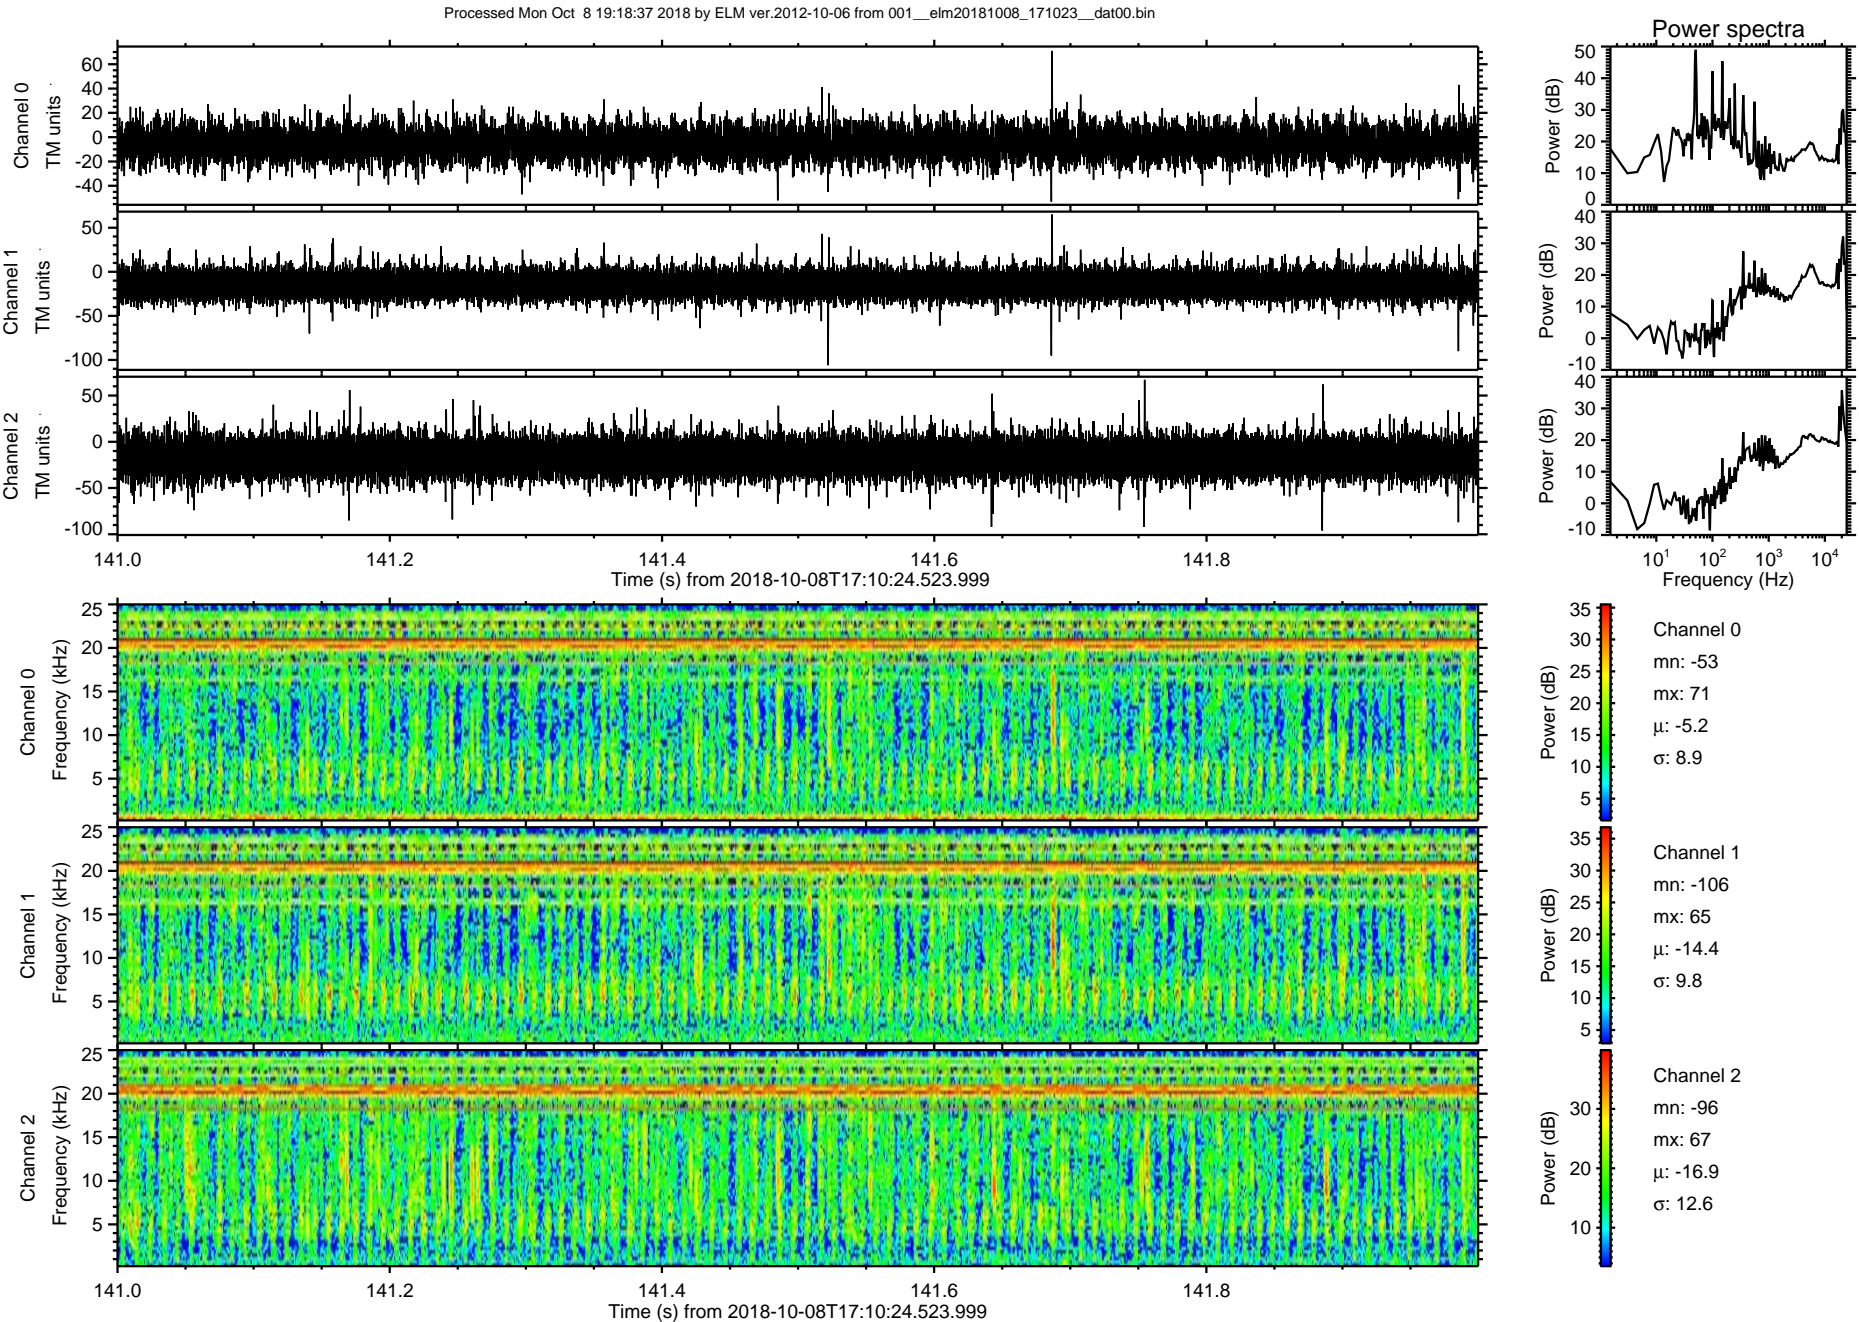 Processed Mon Oct  8 19:18:37 2018 by ELM ver.2012-10-06 from 001__elm20181008_171023__dat00.bin
Power spectra
Channel 0
TM units
60
40
20
0
-20
-40
Power (dB)
50
40
30
20
10
0
Channel 1
TM units
50
0
-50
-100
Power (dB)
40
30
20
10
0
-10
Channel 2
TM units
50
0
-50
-100
Power (dB)
40
30
20
10
0
-10
141.0 141.2 141.4 141.6 141.8
Time (s) from 2018-10-08T17:10:24.523.999
10^1 10^2 10^3 10^4
Frequency (Hz)
Channel 0
Frequency (kHz)
25
20
15
10
5
Power (dB)
35
30
25
20
15
10
5
Channel 0
mn: -53
mx: 71
μ: -5.2
σ: 8.9
Channel 1
Frequency (kHz)
25
20
15
10
5
Power (dB)
35
30
25
20
15
10
5
Channel 1
mn: -106
mx: 65
μ: -14.4
σ: 9.8
Channel 2
Frequency (kHz)
25
20
15
10
5
Power (dB)
30
20
10
Channel 2
mn: -96
mx: 67
μ: -16.9
σ: 12.6
141.0 141.2 141.4 141.6 141.8
Time (s) from 2018-10-08T17:10:24.523.999